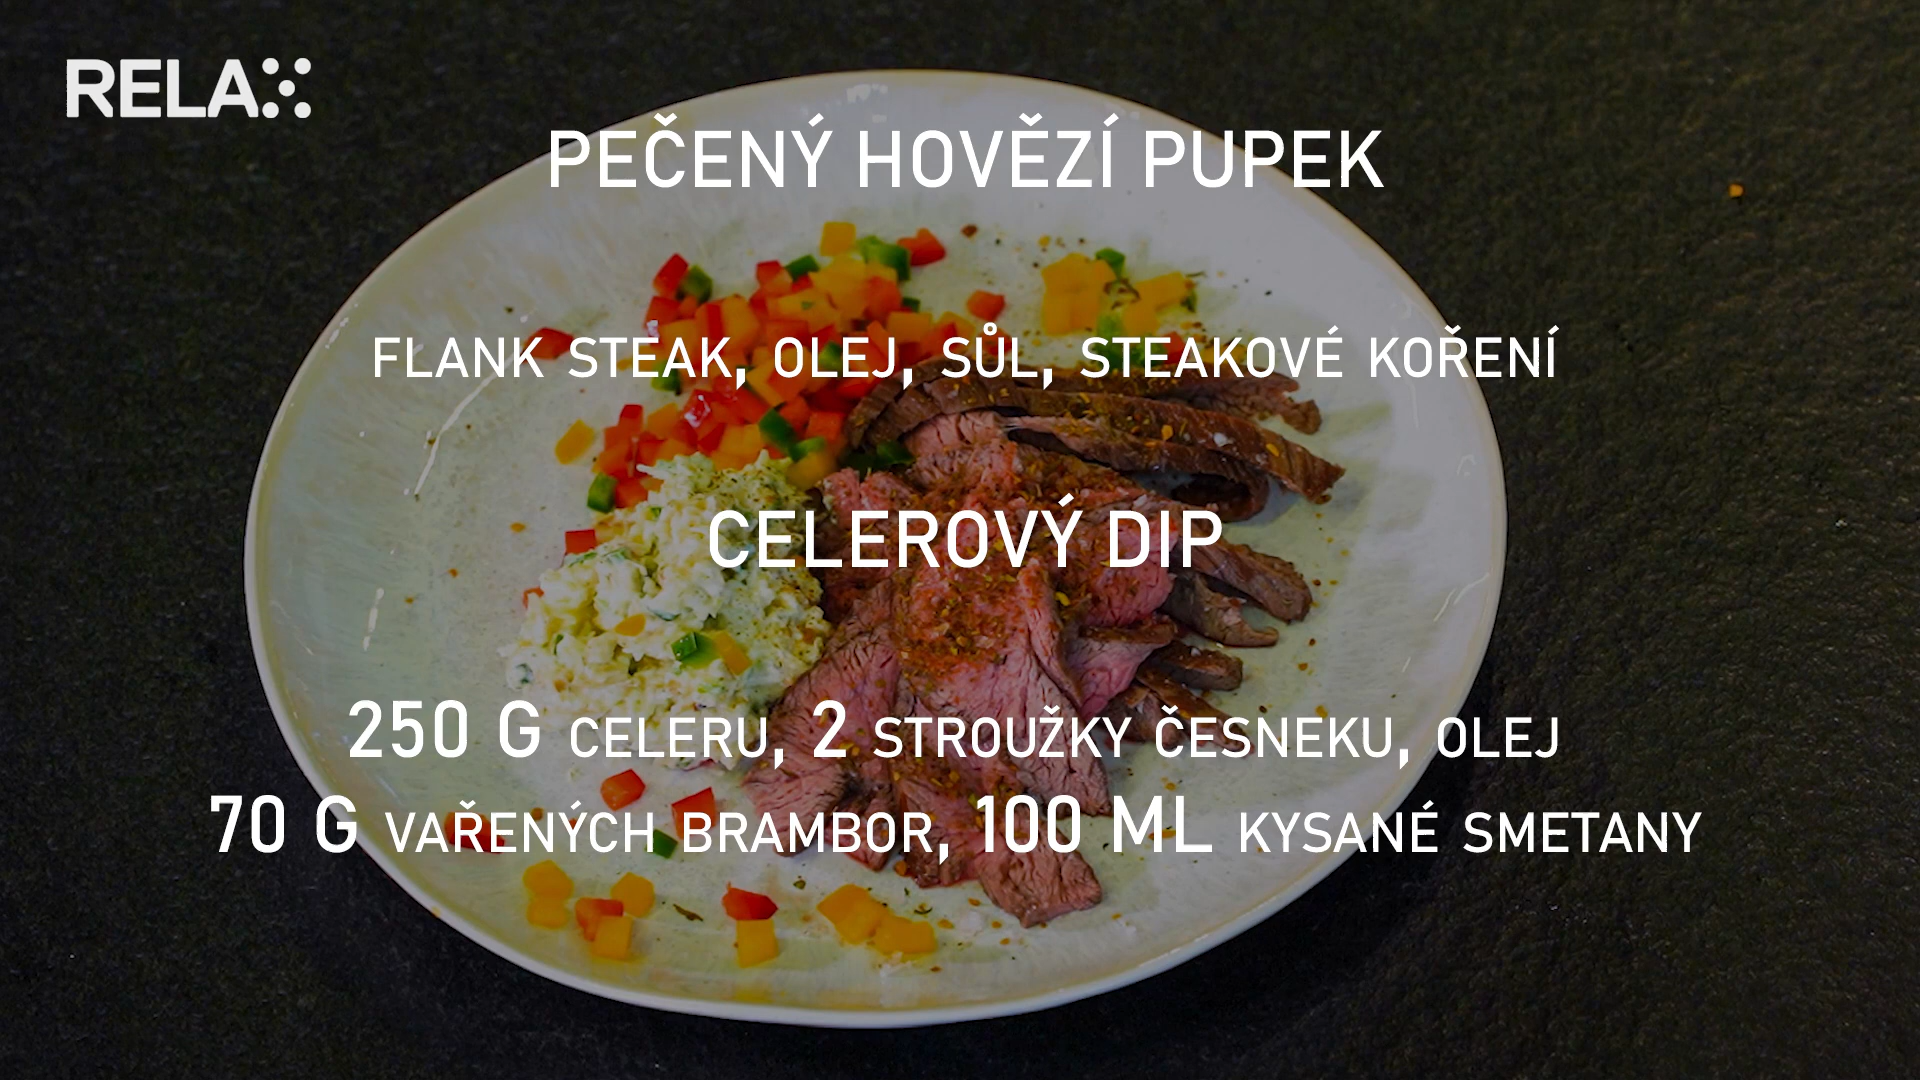 RELAX
PEČENÝ HOVĚZÍ PUPEK
FLANK STEAK, OLEJ, SŮL, STEAKOVÉ KOŘENÍ
CELEROVÝ DIP
250 G CELERU, 2 STROUŽKY ČESNEKU, OLEJ
70 G VAŘENÝCH BRAMBOR, 100 ML KYSANÉ SMETANY